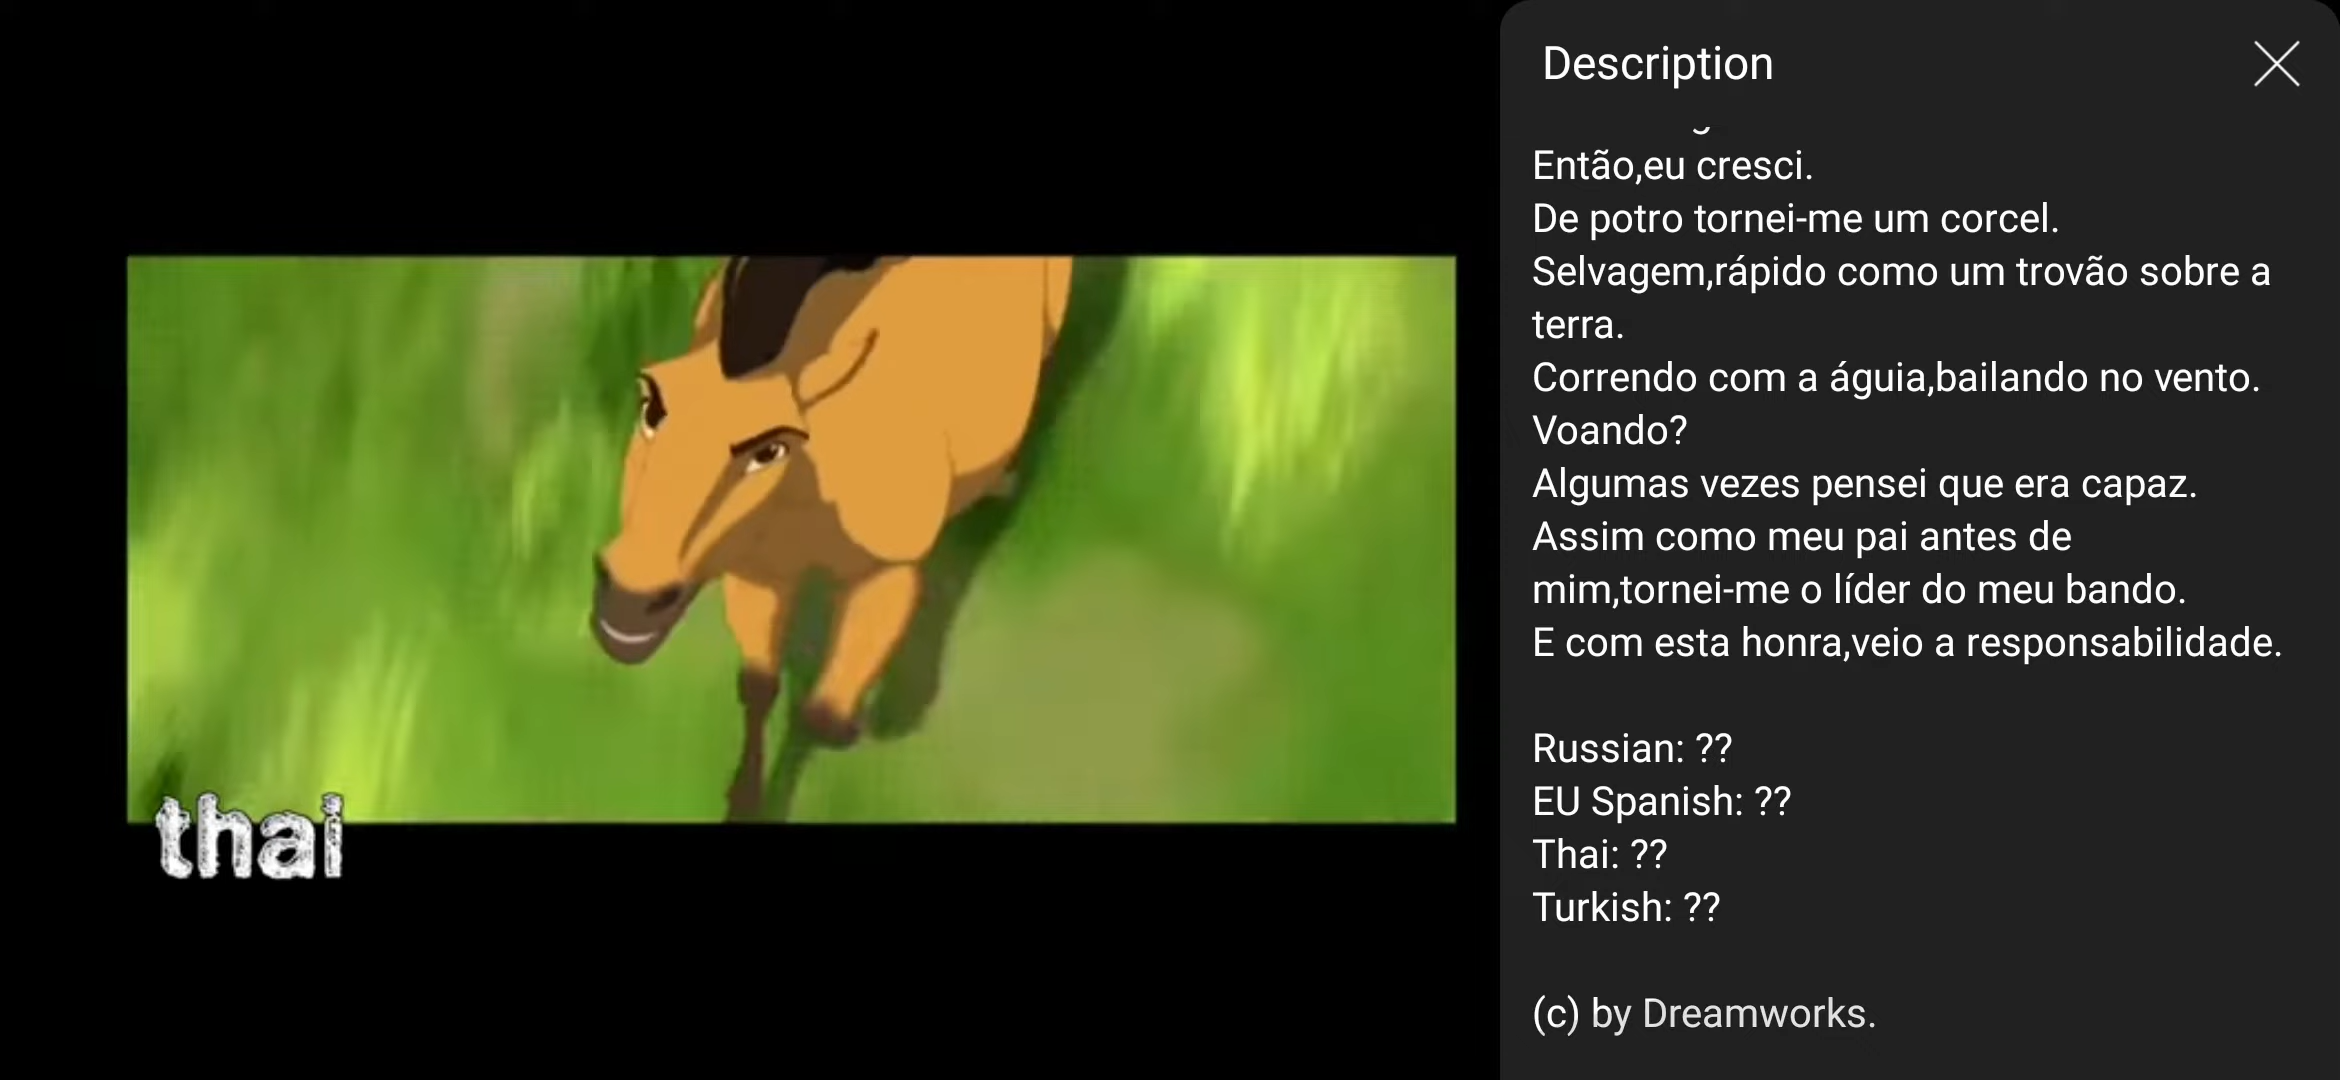 Description
Então,eu cresci.
De potro tornei-me um corcel.
Selvagem,rápido como um trovão sobre a
terra.
Correndo com a águia,bailando no vento.
Voando?
Algumas vezes pensei que era capaz.
Assim como meu pai antes de
mim,tornei-me o líder do meu bando.
E com esta honra,veio a responsabilidade.
Russian: ??
EU Spanish: ??
Thai: ??
Turkish: ??
(c) by Dreamworks.
thai